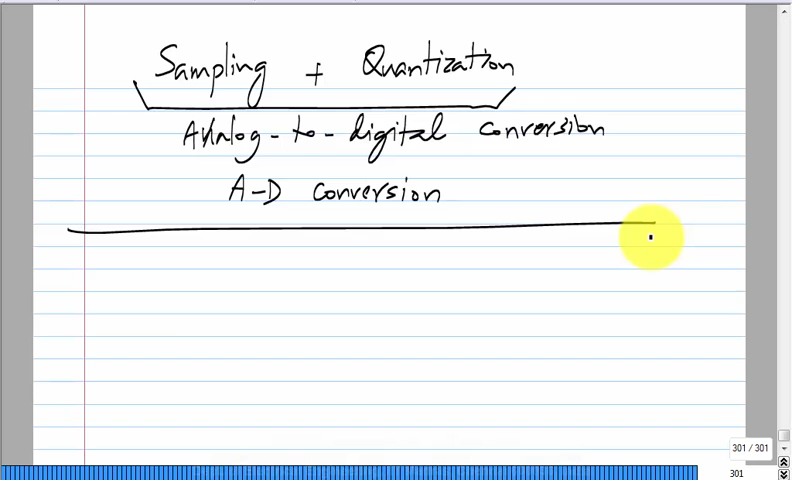 Sampling + Quantization
Analog-to-digital conversion
A-D conversion
301 / 301
301